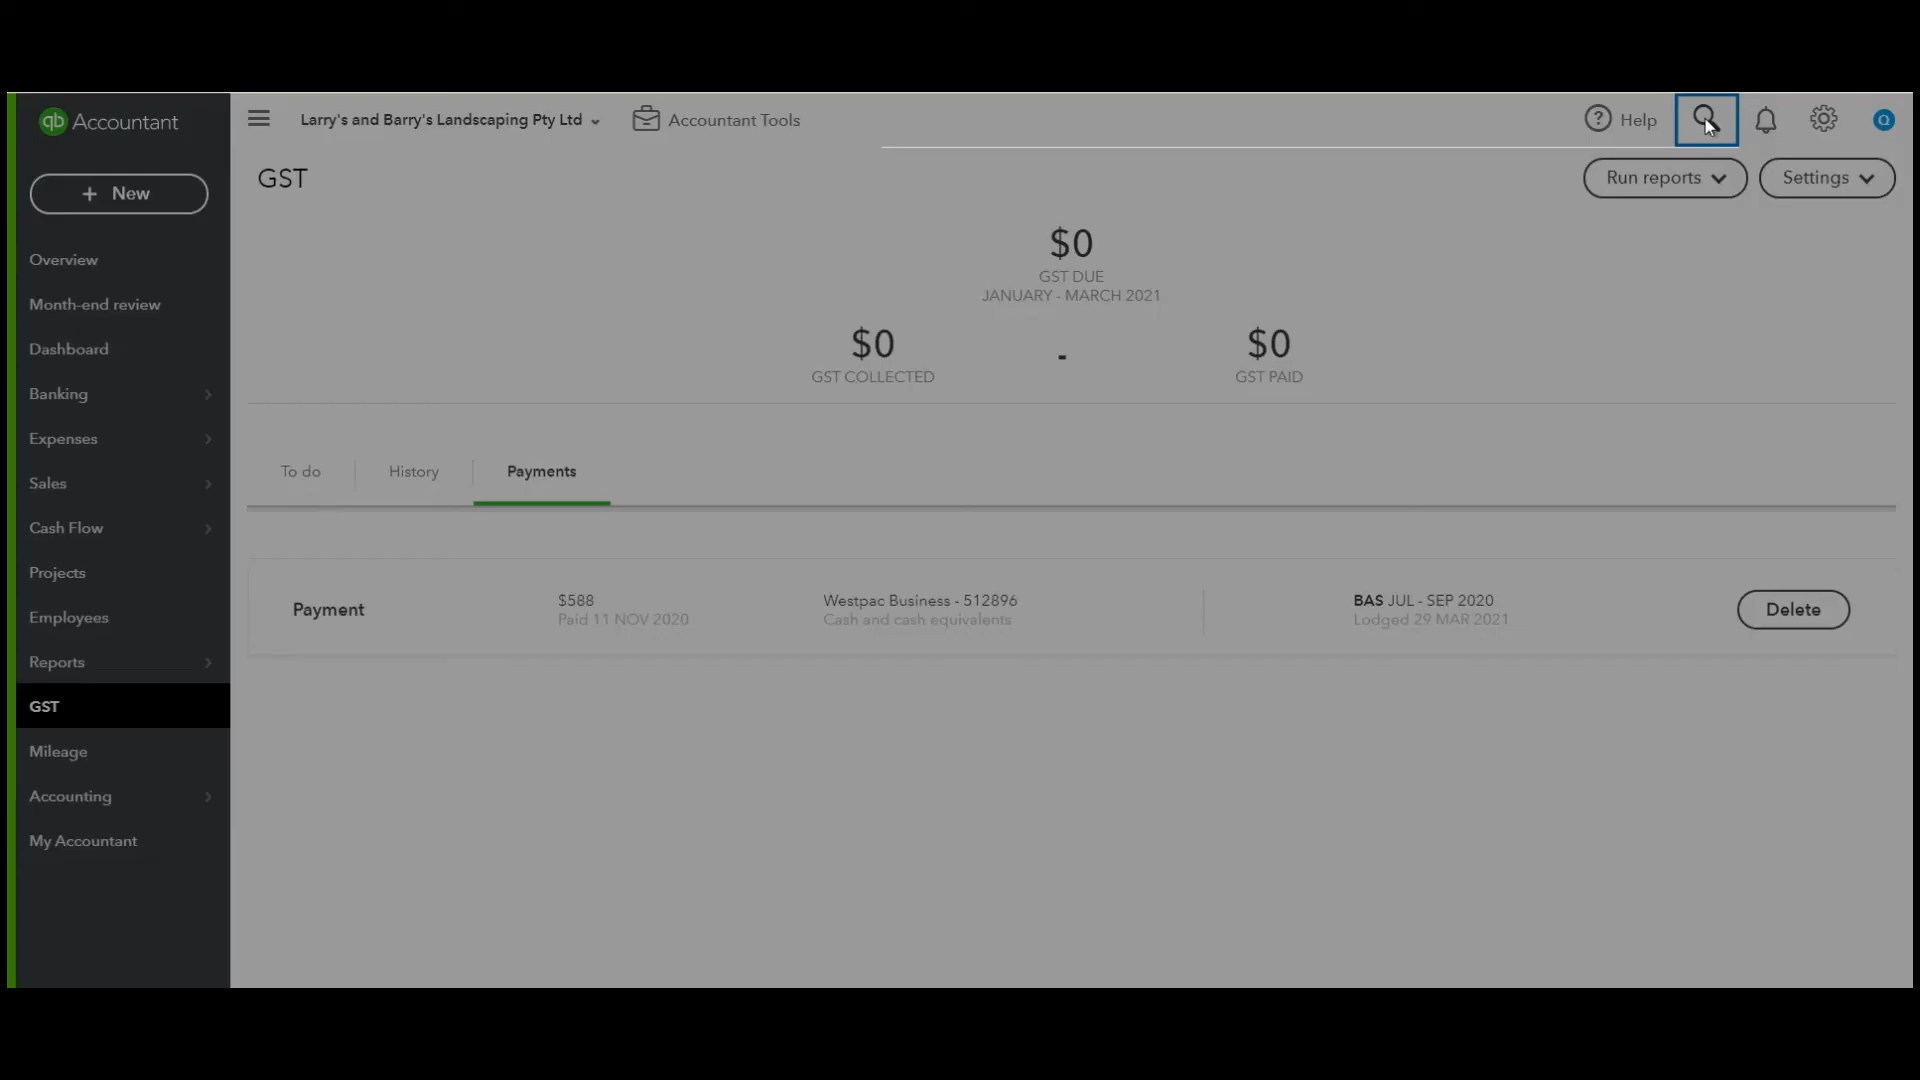 qb Accountant
Larry's and Barry's Landscaping Pty Ltd
Accountant Tools
? Help
Q
+ New
GST
Run reports
Settings
Overview
Month-end review
Dashboard
Banking
Expenses
Sales
Cash Flow
Projects
Employees
Reports
GST
Mileage
Accounting
My Accountant
$0
GST DUE
JANUARY - MARCH 2021
$0 - $0
GST COLLECTED GST PAID
To do History Payments
Payment
$588
Paid 11 NOV 2020
Westpac Business - 512896
Cash and cash equivalents
BAS JUL - SEP 2020
Lodged 29 MAR 2021
Delete